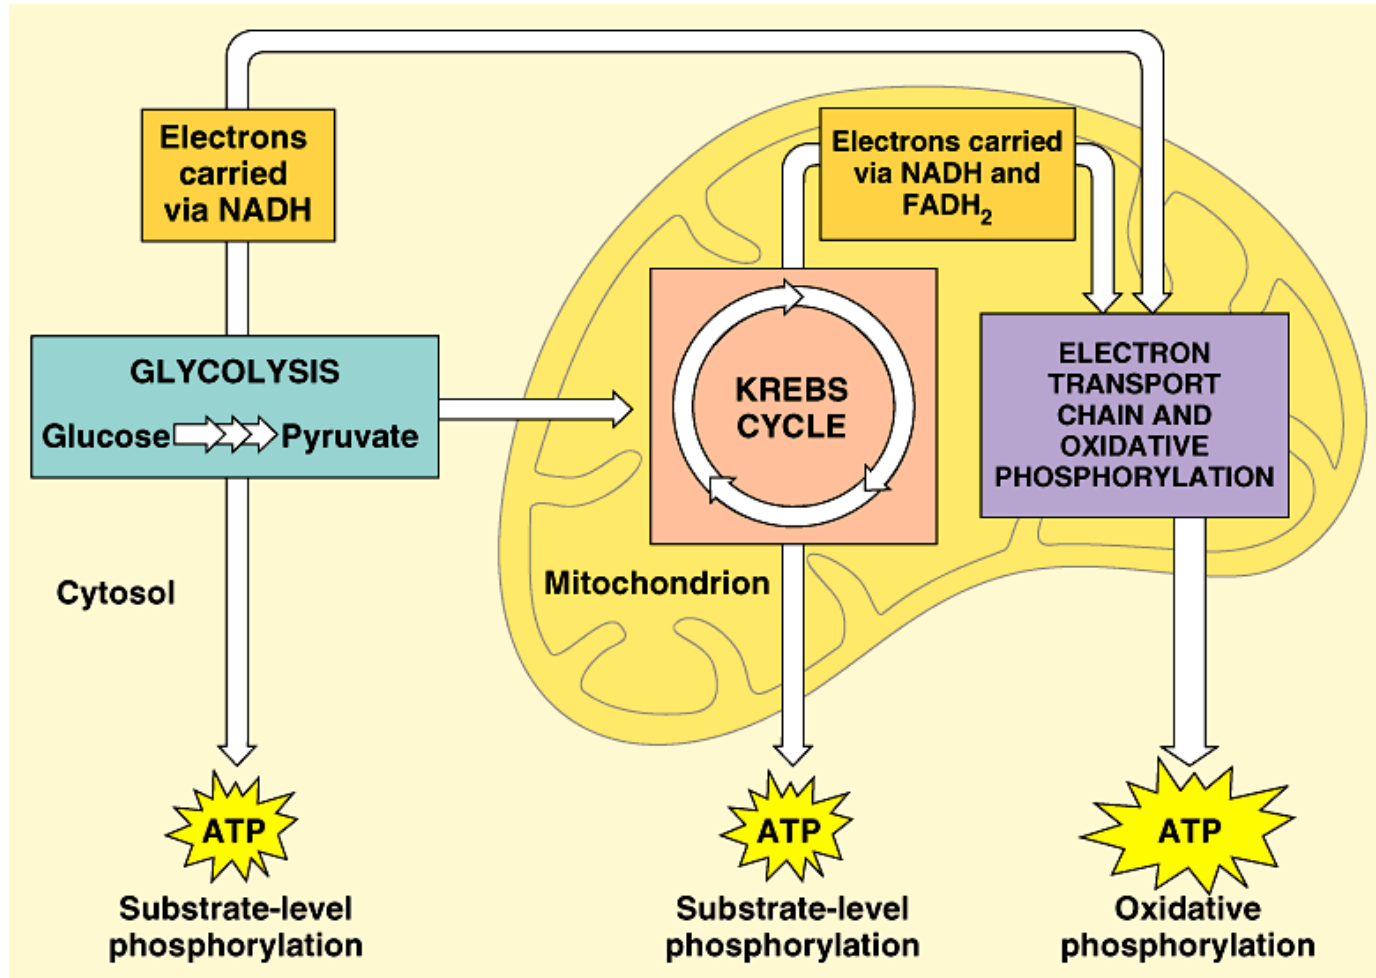 Electrons
carried
via NADH
Electrons carried
via NADH and
FADH2
GLYCOLYSIS
Glucose Pyruvate
KREBS
CYCLE
ELECTRON
TRANSPORT
CHAIN AND
OXIDATIVE
PHOSPHORYLATION
Cytosol
Mitochondrion
ATP
ATP
ATP
Substrate-level
phosphorylation
Substrate-level
phosphorylation
Oxidative
phosphorylation